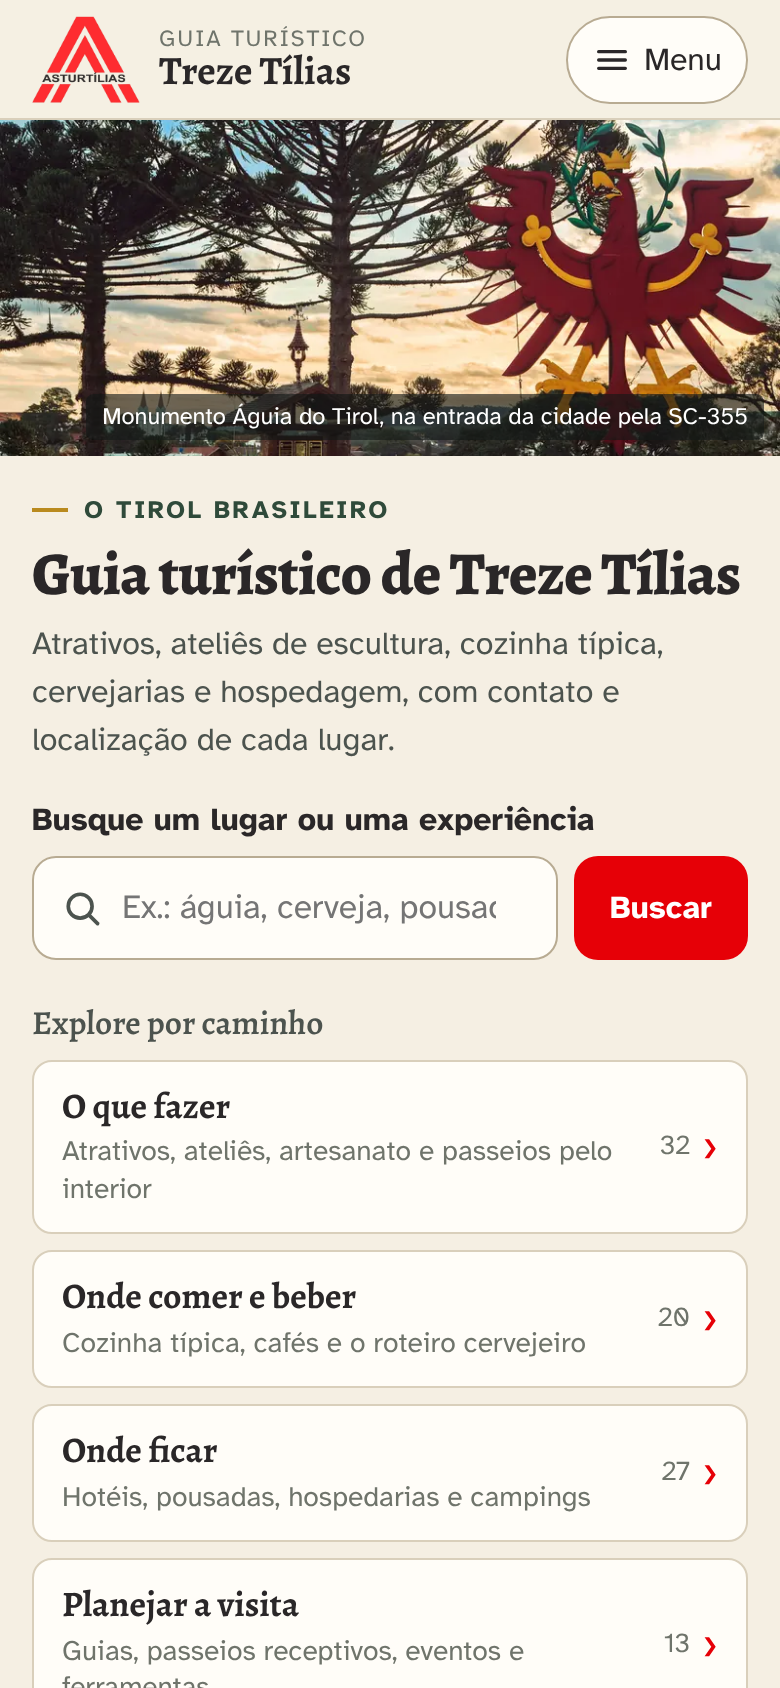 ASTURTÍLIAS
GUIA TURÍSTICO
Treze Tílias
Menu
Monumento Águia do Tirol, na entrada da cidade pela SC-355
O TIROL BRASILEIRO
Guia turístico de Treze Tílias
Atrativos, ateliês de escultura, cozinha típica,
cervejarias e hospedagem, com contato e
localização de cada lugar.
Busque um lugar ou uma experiência
Ex.: águia, cerveja, pousad
Buscar
Explore por caminho
O que fazer
Atrativos, ateliês, artesanato e passeios pelo
interior
32
Onde comer e beber
Cozinha típica, cafés e o roteiro cervejeiro
20
Onde ficar
Hotéis, pousadas, hospedarias e campings
27
Planejar a visita
Guias, passeios receptivos, eventos e
ferramentas
13